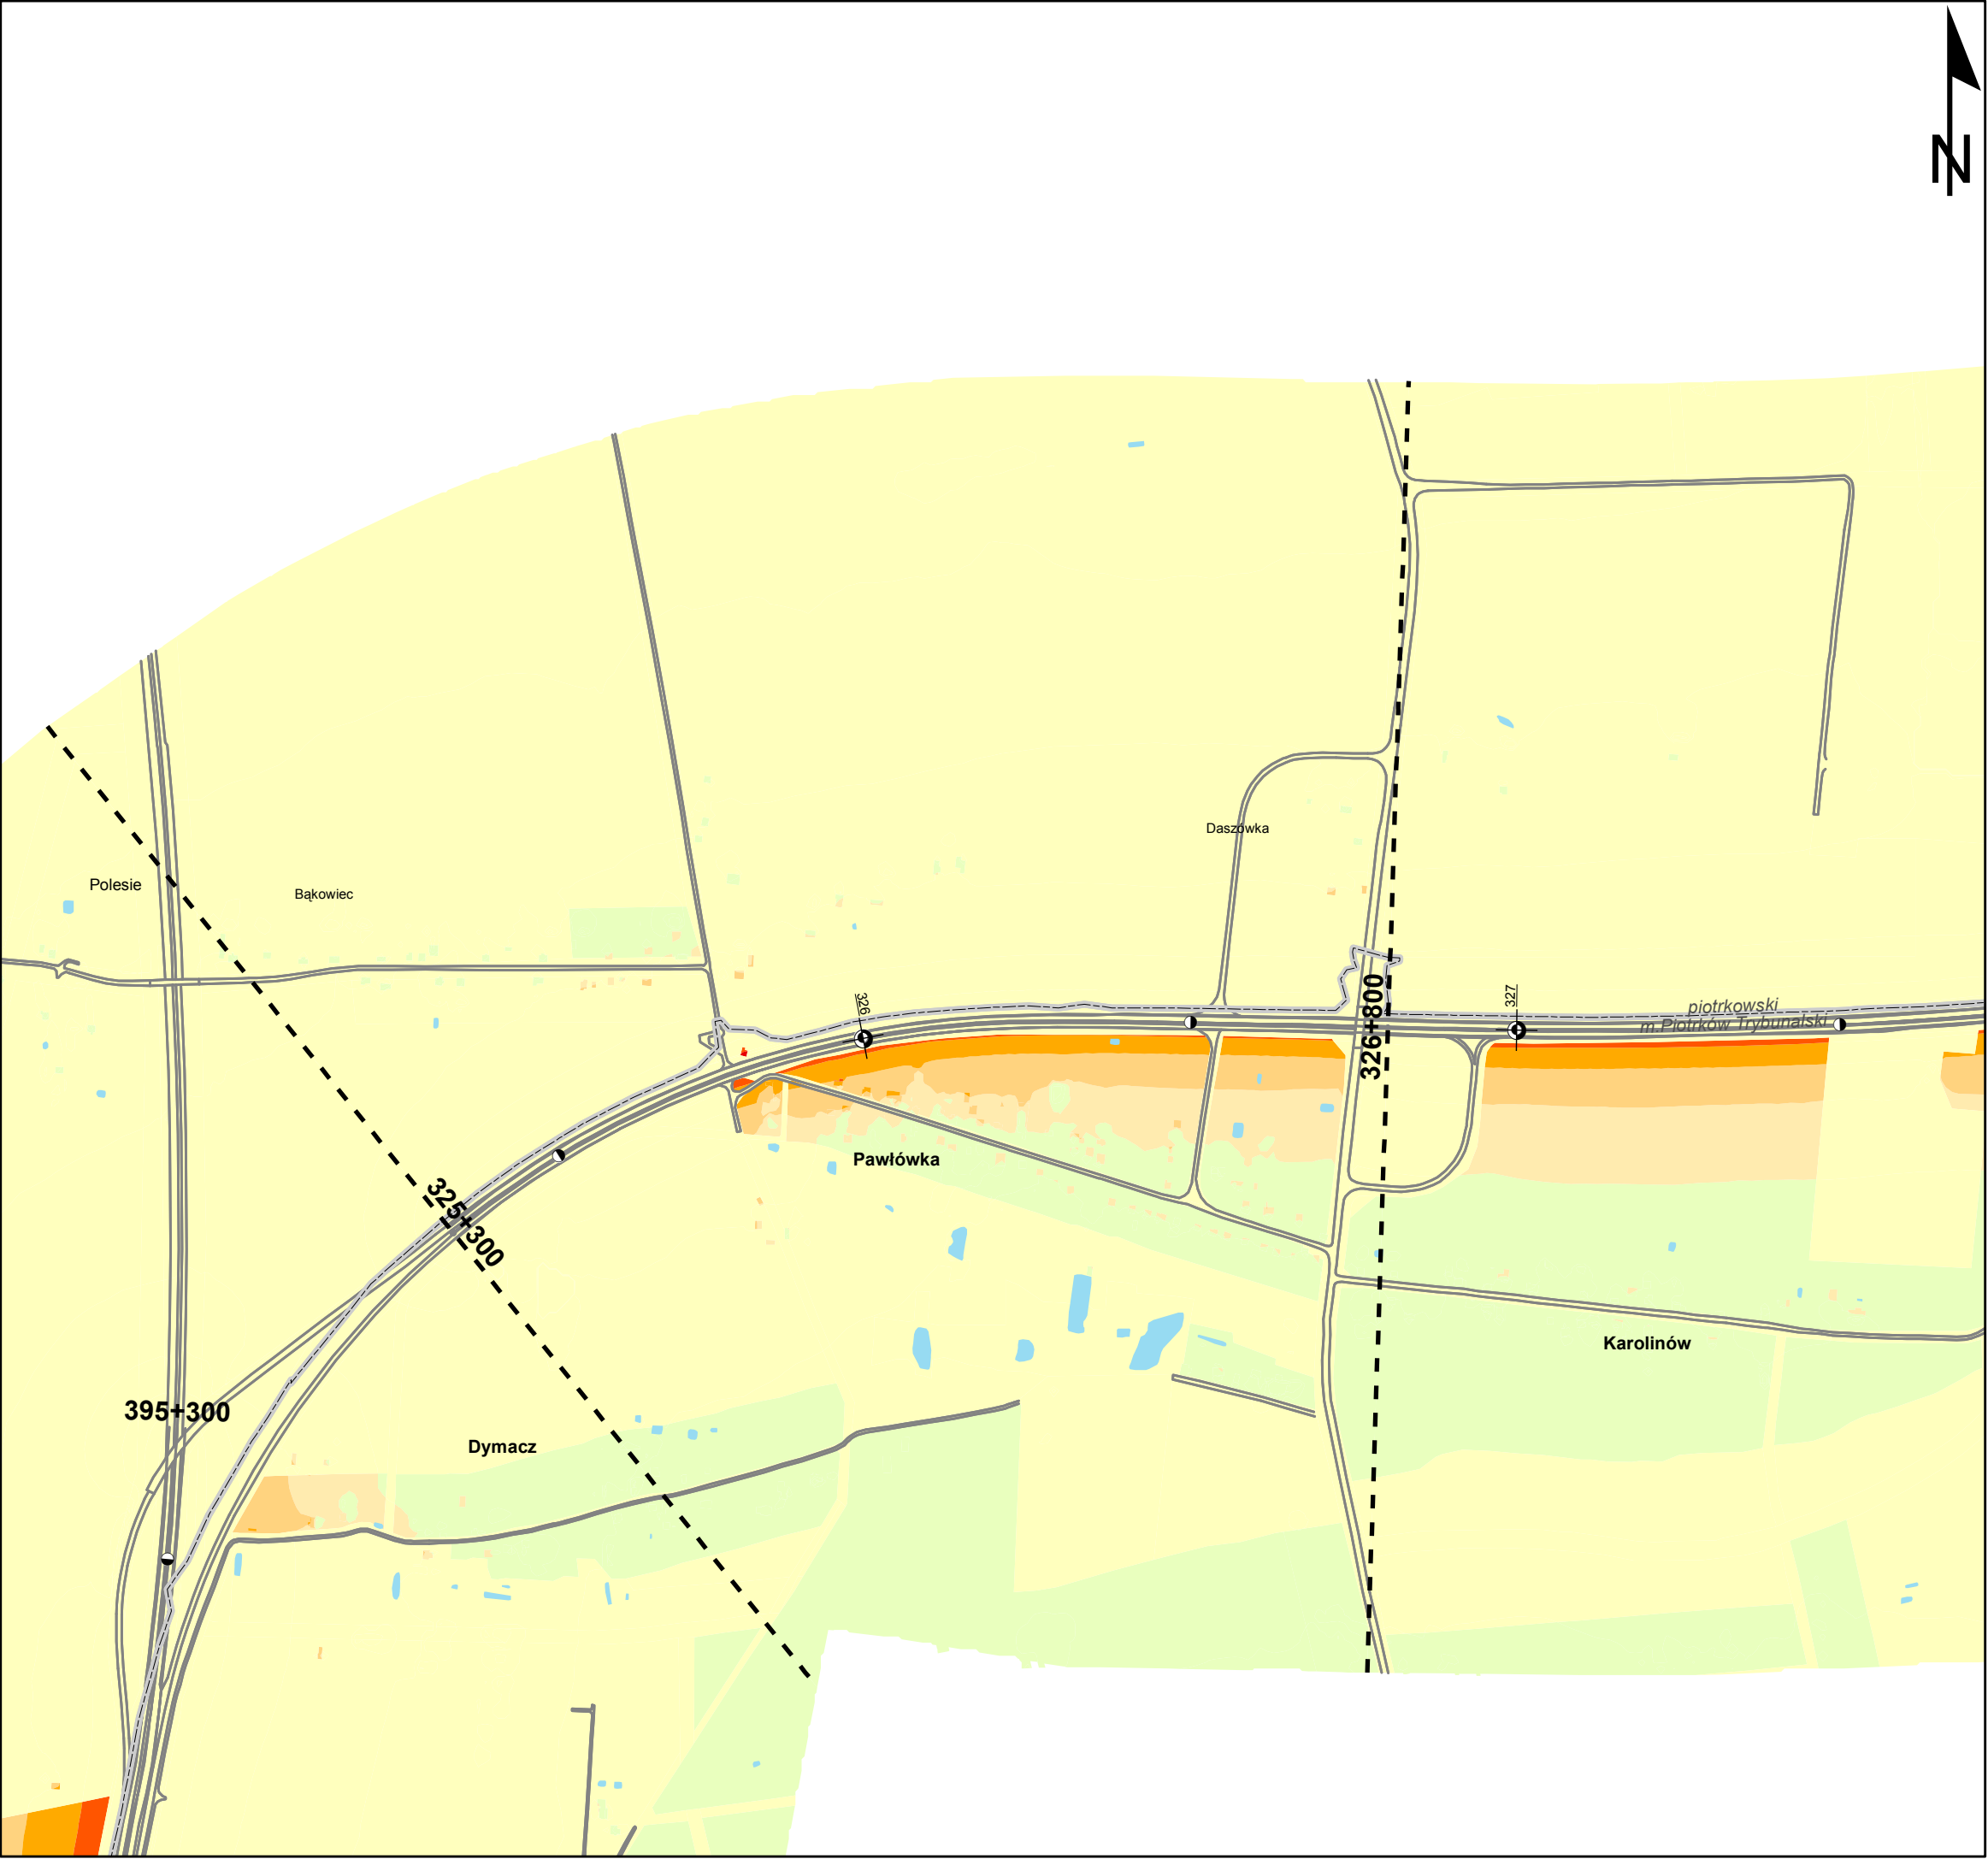 N
Daszówka
Polesie
Bąkowiec
326
327
326+800
piotrkowski
m.Piotrków Trybunalski
Pawłówka
325+300
Karolinów
395+300
Dymacz